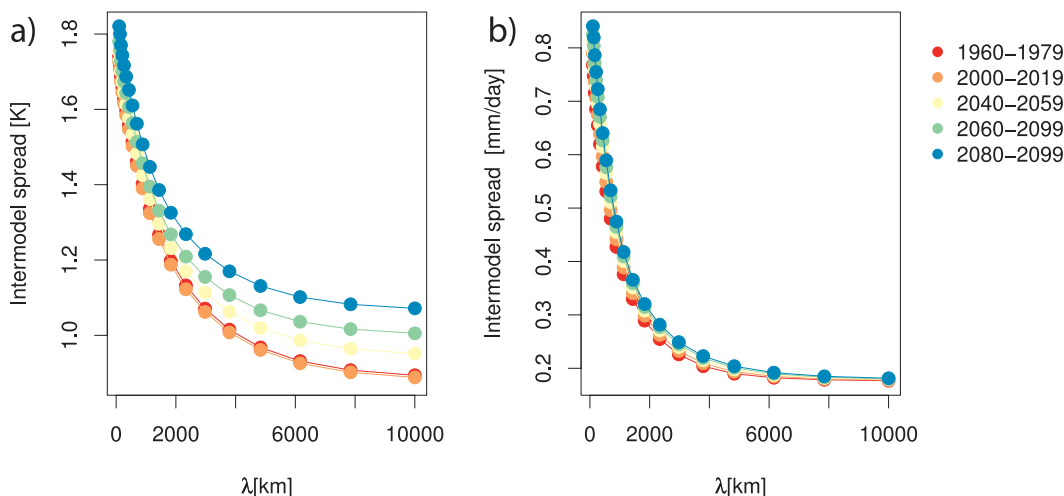 a)
Intermodel spread [K]
1.8
1.6
1.4
1.2
1.0
0 2000 6000 10000
λ[km]
b)
Intermodel spread [mm/day]
0.8
0.7
0.6
0.5
0.4
0.3
0.2
0 2000 6000 10000
λ[km]
1960−1979
2000−2019
2040−2059
2060−2099
2080−2099